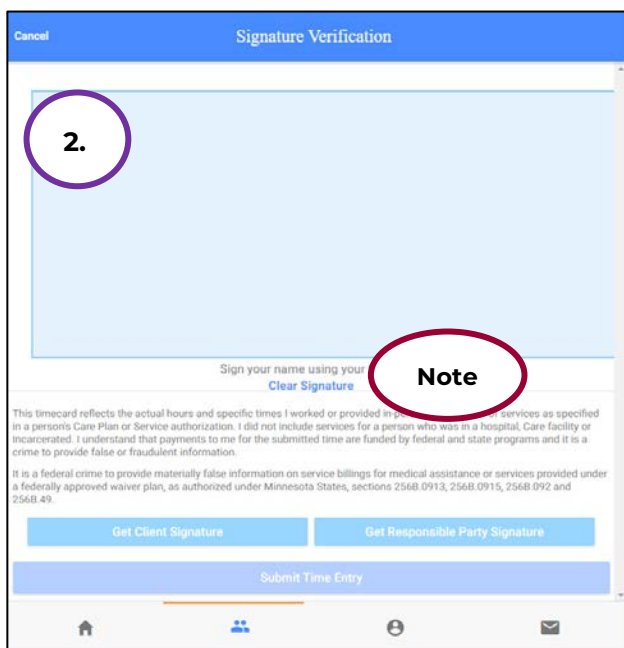 Cancel Signature Verification
2.
Sign your name using your
Note
Clear Signature
This timecard reflects the actual hours and specific times I worked or provided in services as specified
in a person's Care Plan or Service authorization. I did not include services for a person who was in a hospital, Care facility or
Incarcerated. I understand that payments to me for the submitted time are funded by federal and state programs and it is a
crime to provide false or fraudulent information.
It is a federal crime to provide materially false information on service billings for medical assistance or services provided under
a federally approved waiver plan, as authorized under Minnesota States, sections 256B.0913, 256B.0915, 256B.092 and
256B.49.
Get Client Signature Get Responsible Party Signature
Submit Time Entry